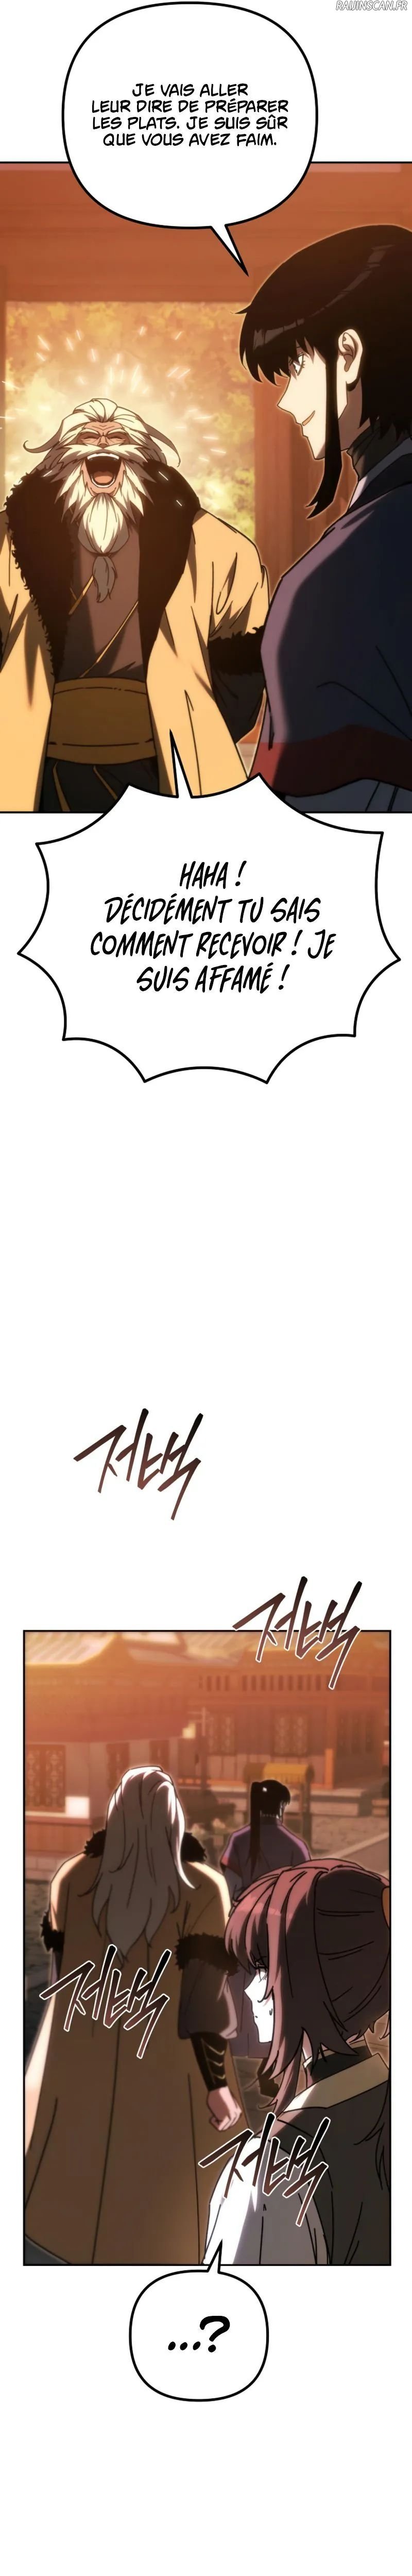 RAIJINSCAN.FR
JE VAIS ALLER
LEUR DIRE DE PRÉPARER
LES PLATS. JE SUIS SÛR
QUE VOUS AVEZ FAIM.
HAHA !
DÉCIDÉMENT TU SAIS
COMMENT RECEVOIR ! JE
SUIS AFFAMÉ !
저벅
저벅
저벅
저벅
...?